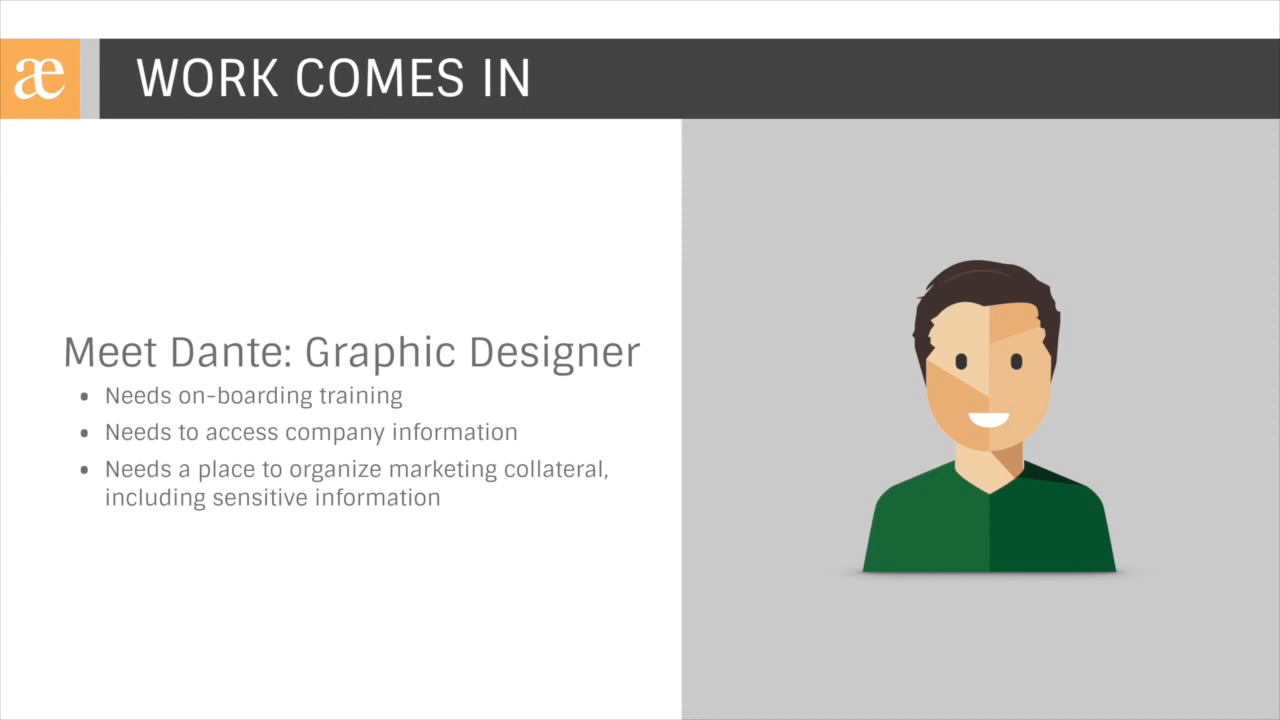 æ
WORK COMES IN
Meet Dante: Graphic Designer
• Needs on-boarding training
• Needs to access company information
• Needs a place to organize marketing collateral,
including sensitive information